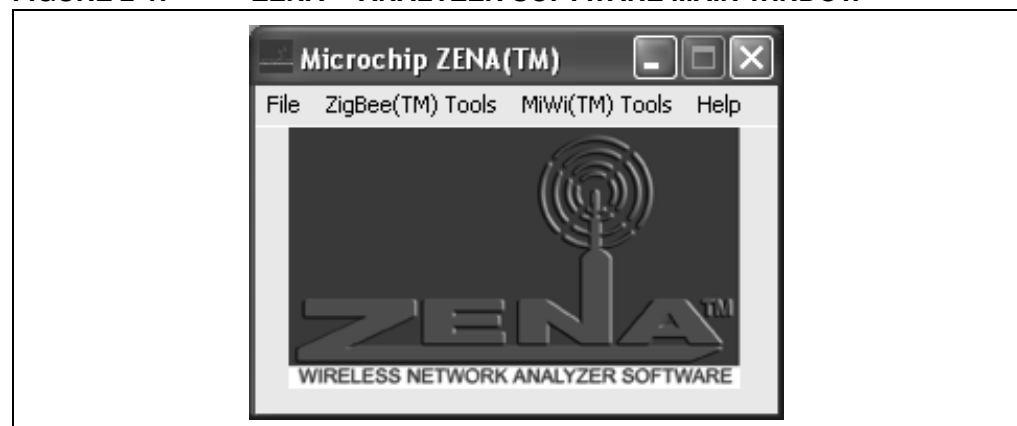 Microchip ZENA(TM)
File ZigBee(TM) Tools MiWi(TM) Tools Help
ZENA™
WIRELESS NETWORK ANALYZER SOFTWARE